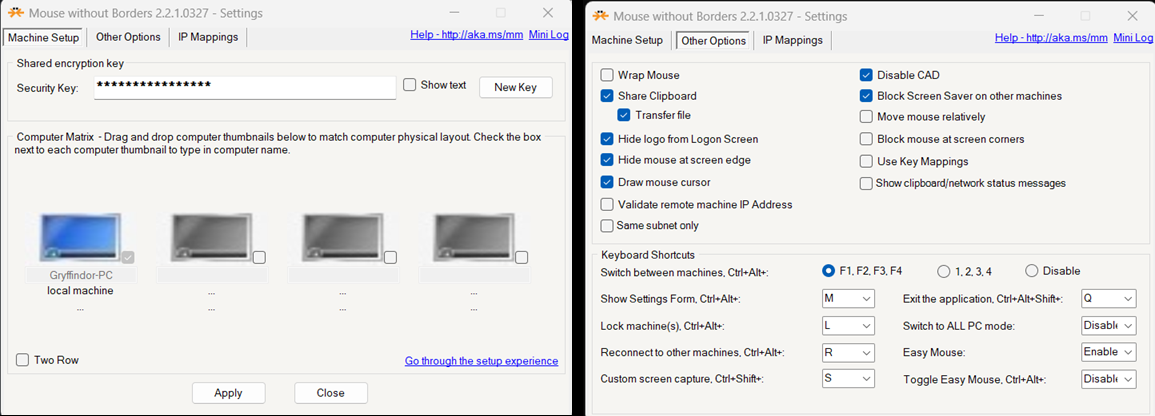 Mouse without Borders 2.2.1.0327 - Settings
Machine Setup Other Options IP Mappings Help - http://aka.ms/mm Mini Log
Shared encryption key
Security Key: **************** Show text New Key
Computer Matrix - Drag and drop computer thumbnails below to match computer physical layout. Check the box
next to each computer thumbnail to type in computer name.
Gryffindor-PC
local machine ... ... ...
... ... ... ...
Two Row Go through the setup experience
Apply Close
Mouse without Borders 2.2.1.0327 - Settings
Machine Setup Other Options IP Mappings Help - http://aka.ms/mm Mini Log
Wrap Mouse Disable CAD
Share Clipboard Block Screen Saver on other machines
Transfer file Move mouse relatively
Hide logo from Logon Screen Block mouse at screen corners
Hide mouse at screen edge Use Key Mappings
Draw mouse cursor Show clipboard/network status messages
Validate remote machine IP Address
Same subnet only
Keyboard Shortcuts
Switch between machines, Ctrl+Alt+: F1, F2, F3, F4 1, 2, 3, 4 Disable
Show Settings Form, Ctrl+Alt+: M Exit the application, Ctrl+Alt+Shift+: Q
Lock machine(s), Ctrl+Alt+: L Switch to ALL PC mode: Disable
Reconnect to other machines, Ctrl+Alt+: R Easy Mouse: Enable
Custom screen capture, Ctrl+Shift+: S Toggle Easy Mouse, Ctrl+Alt+: Disable